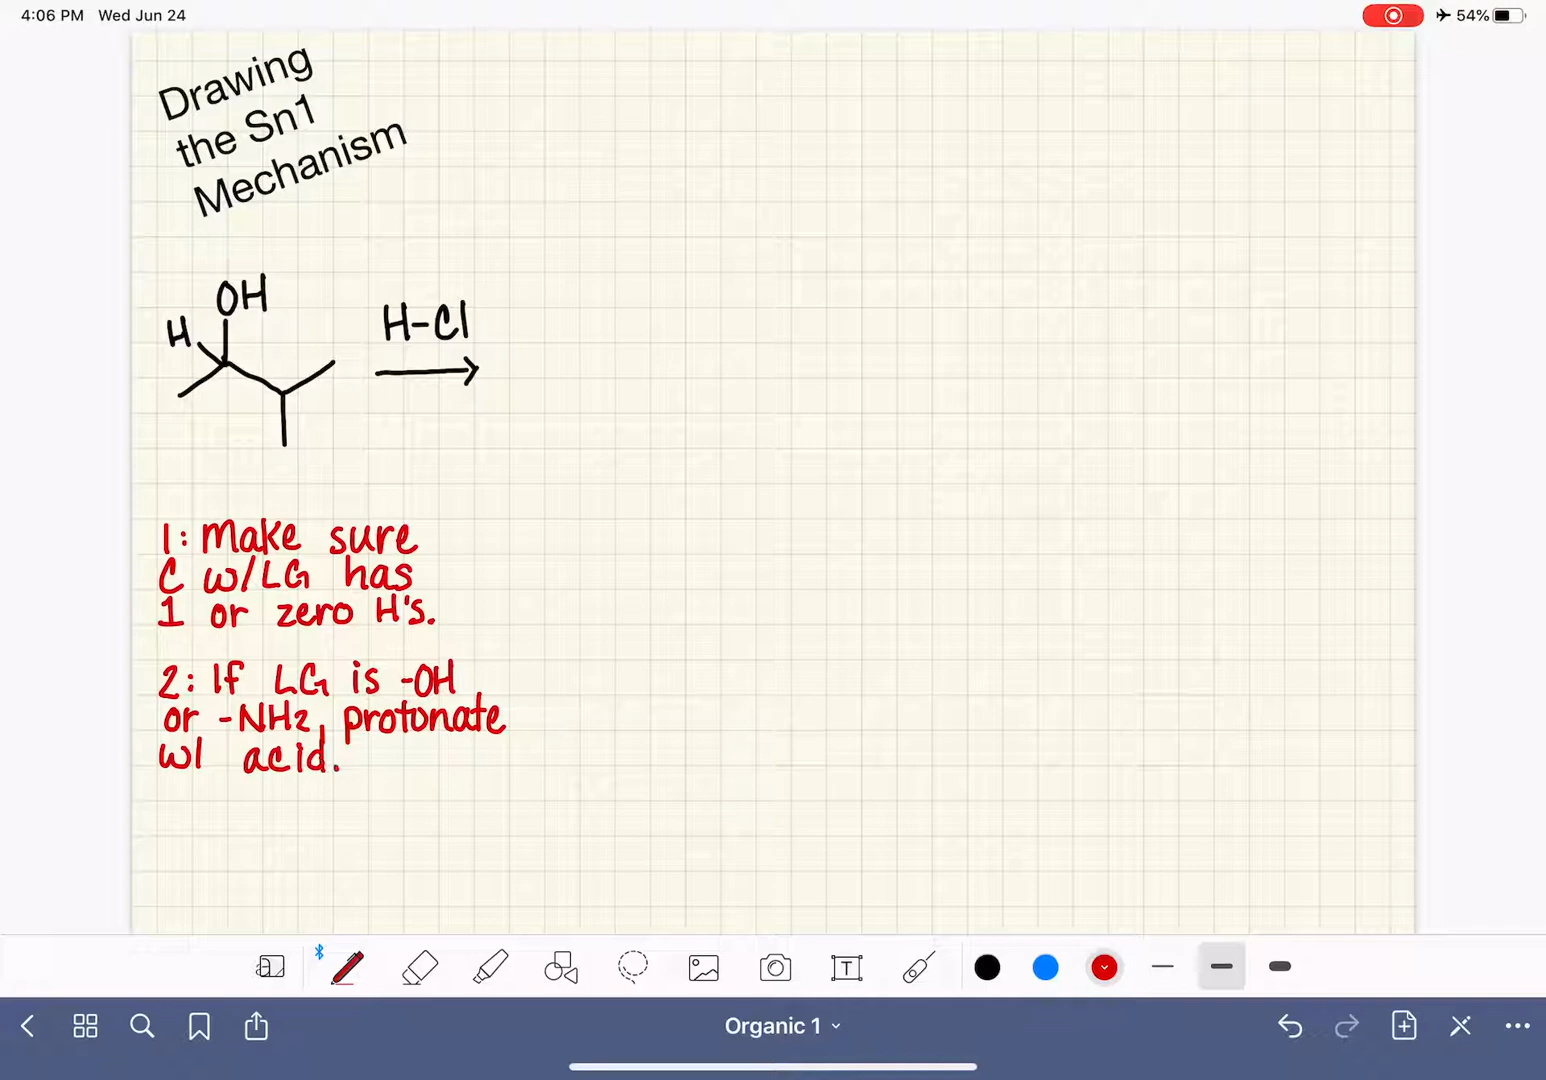 4:06 PM Wed Jun 24
54%
Drawing
the Sn1
Mechanism
OH
H
H-Cl
1: Make sure
C w/LG has
1 or zero H's.
2: If LG is -OH
or -NH2, protonate
w/ acid.
T
Organic 1